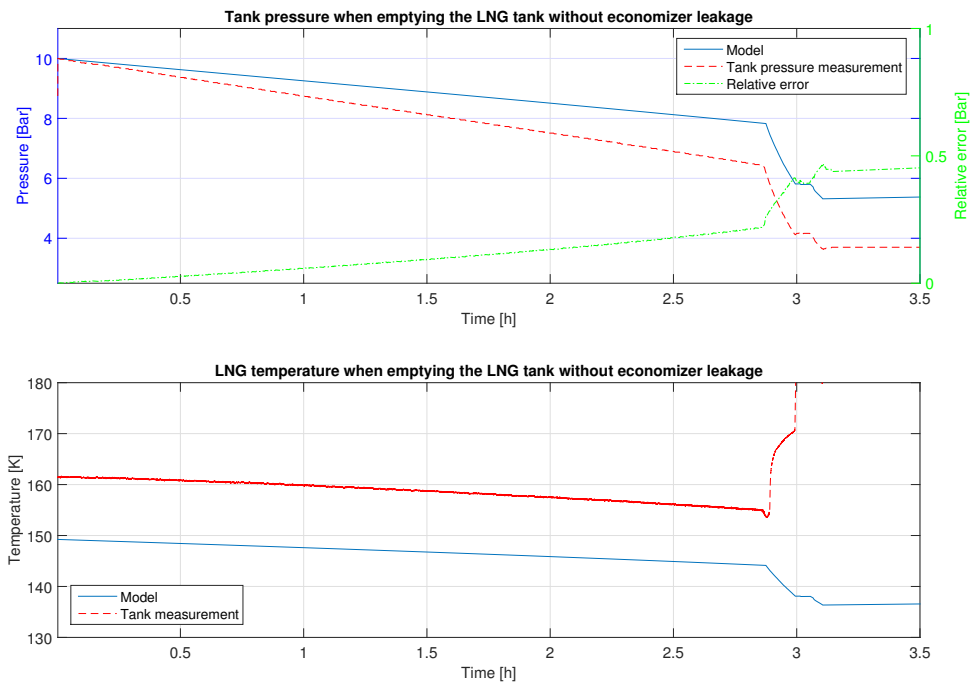 Tank pressure when emptying the LNG tank without economizer leakage
Pressure [Bar]
10
8
6
4
Model
Tank pressure measurement
Relative error
1
0.5
0
Relative error [Bar]
0.5
1
1.5
2
2.5
3
3.5
Time [h]
LNG temperature when emptying the LNG tank without economizer leakage
Temperature [K]
180
170
160
150
140
130
Model
Tank measurement
0.5
1
1.5
2
2.5
3
3.5
Time [h]